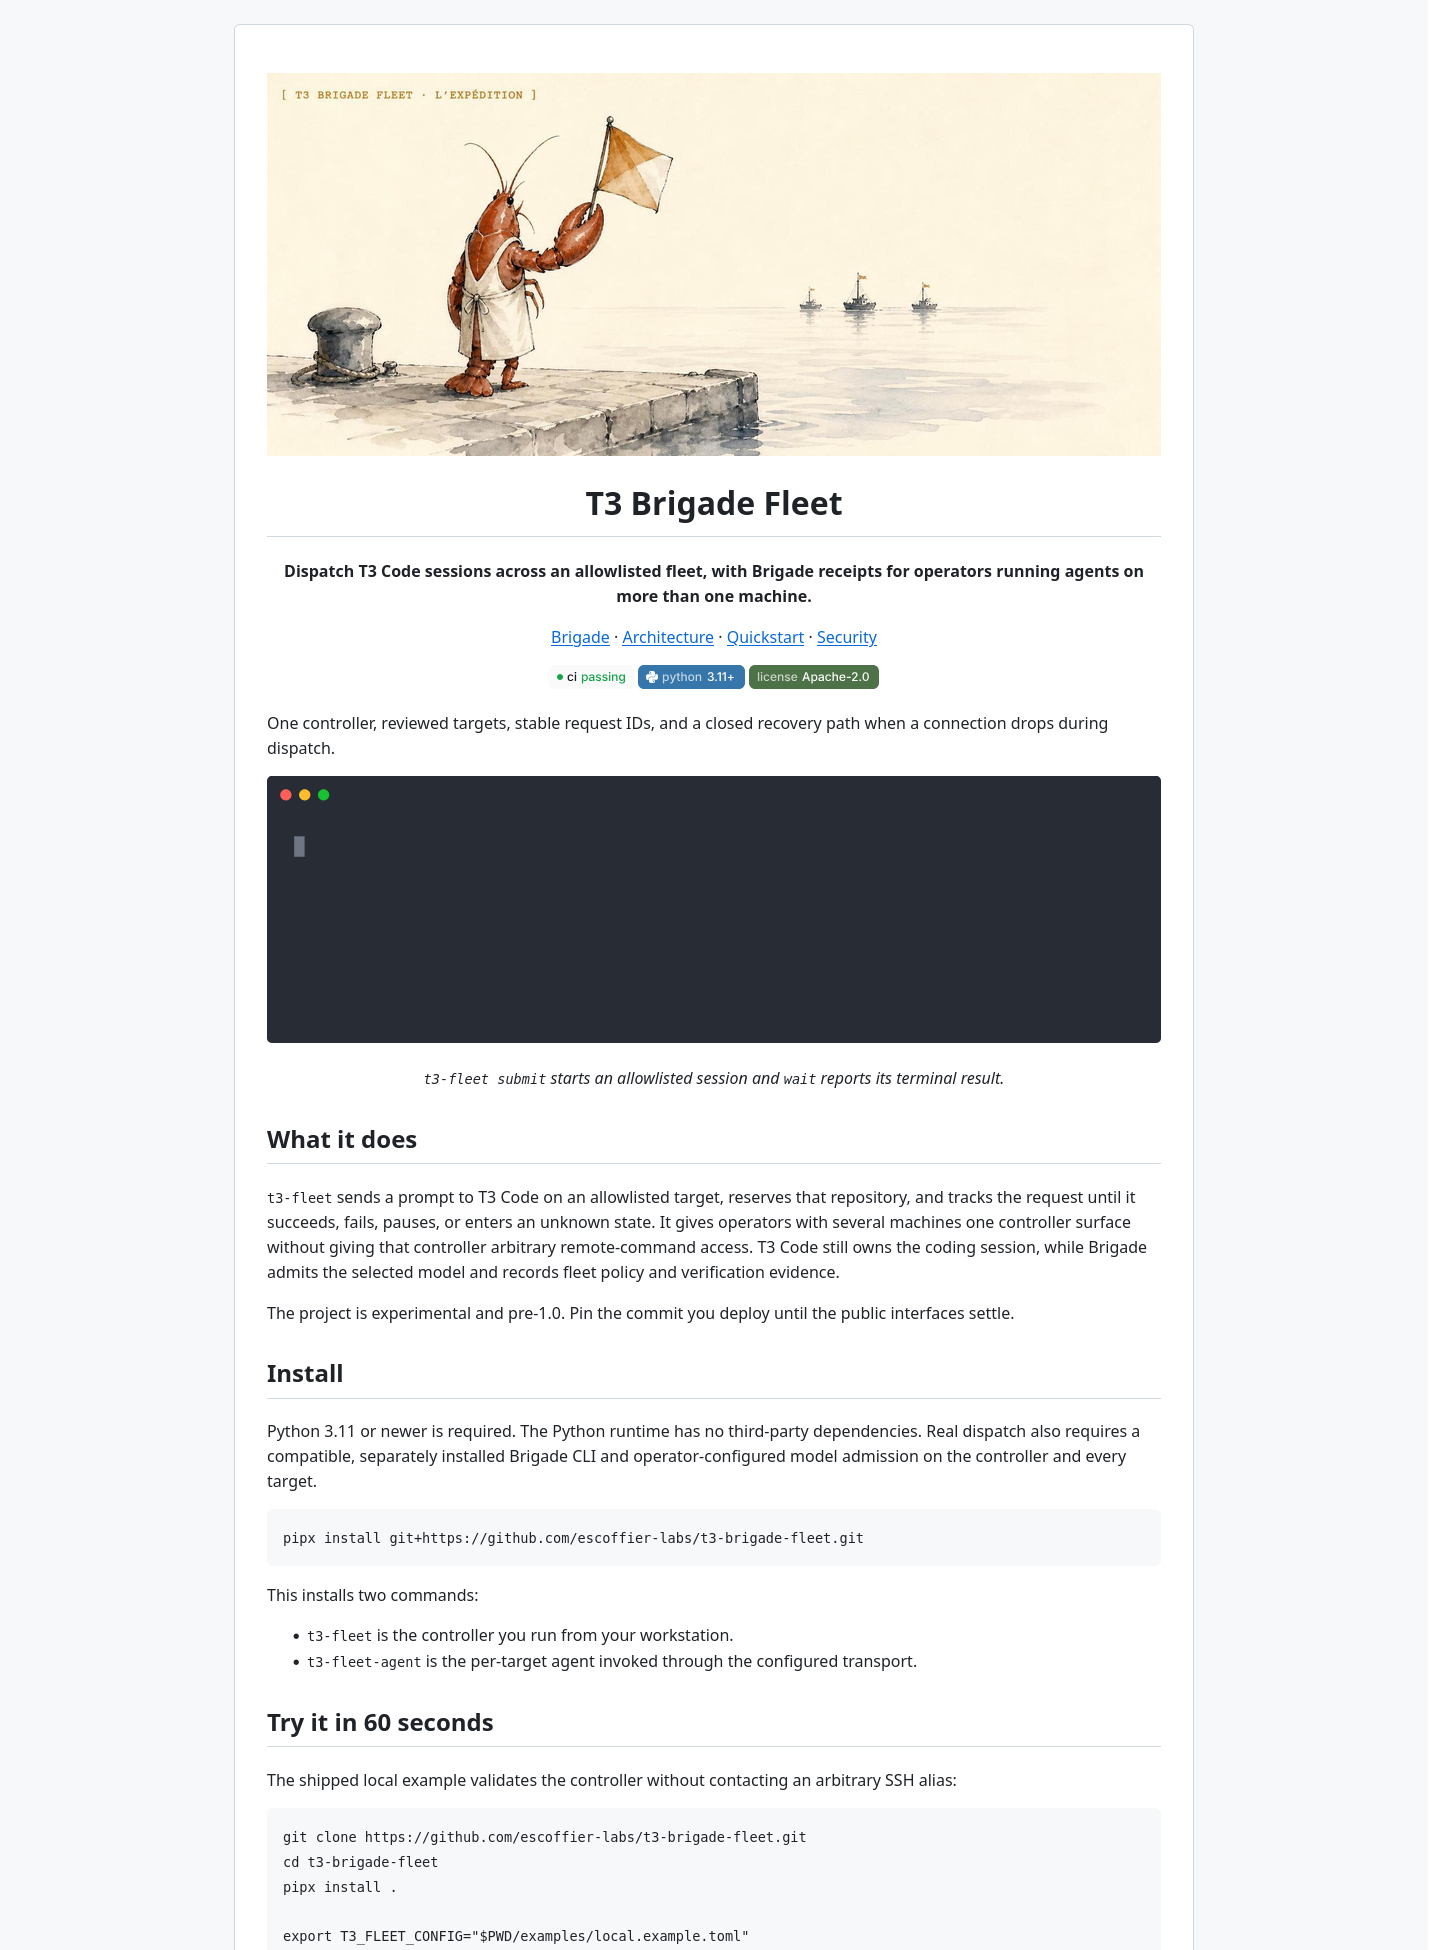 [ T3 BRIGADE FLEET · L’EXPÉDITION ]
T3 Brigade Fleet
Dispatch T3 Code sessions across an allowlisted fleet, with Brigade receipts for operators running agents on
more than one machine.
Brigade · Architecture · Quickstart · Security
ci passing python 3.11+ license Apache-2.0
One controller, reviewed targets, stable request IDs, and a closed recovery path when a connection drops during
dispatch.
t3-fleet submit starts an allowlisted session and wait reports its terminal result.
What it does
t3-fleet sends a prompt to T3 Code on an allowlisted target, reserves that repository, and tracks the request until it
succeeds, fails, pauses, or enters an unknown state. It gives operators with several machines one controller surface
without giving that controller arbitrary remote-command access. T3 Code still owns the coding session, while Brigade
admits the selected model and records fleet policy and verification evidence.
The project is experimental and pre-1.0. Pin the commit you deploy until the public interfaces settle.
Install
Python 3.11 or newer is required. The Python runtime has no third-party dependencies. Real dispatch also requires a
compatible, separately installed Brigade CLI and operator-configured model admission on the controller and every
target.
pipx install git+https://github.com/escoffier-labs/t3-brigade-fleet.git
This installs two commands:
• t3-fleet is the controller you run from your workstation.
• t3-fleet-agent is the per-target agent invoked through the configured transport.
Try it in 60 seconds
The shipped local example validates the controller without contacting an arbitrary SSH alias:
git clone https://github.com/escoffier-labs/t3-brigade-fleet.git
cd t3-brigade-fleet
pipx install .
export T3_FLEET_CONFIG="$PWD/examples/local.example.toml"